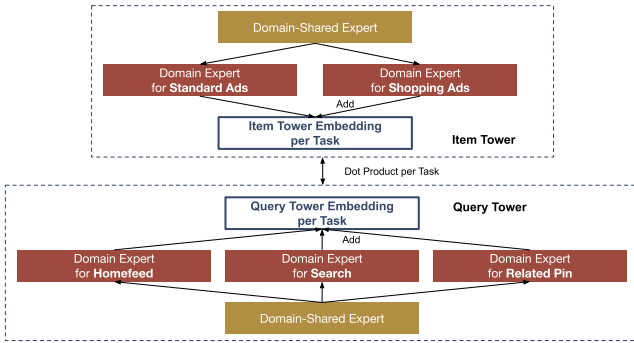 Domain-Shared Expert
Domain Expert
for Standard Ads
Domain Expert
for Shopping Ads
Add
Item Tower Embedding
per Task
Item Tower
Dot Product per Task
Query Tower Embedding
per Task
Query Tower
Add
Domain Expert
for Homefeed
Domain Expert
for Search
Domain Expert
for Related Pin
Domain-Shared Expert